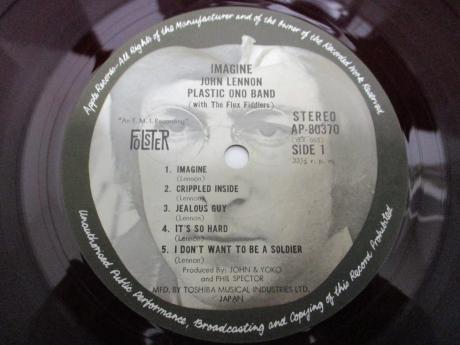 Apple Records-All Rights of the Manufacturer and of the Owner of the Recorded Work Reserved
IMAGINE
JOHN LENNON
PLASTIC ONO BAND
(with The Flux Fiddlers)
"An E.M.I. Recording"
FOLSTER
STEREO
AP-80370
SIDE 1
33⅓ r.p.m.
1. IMAGINE
(Lennon)
2. CRIPPLED INSIDE
(Lennon)
3. JEALOUS GUY
(Lennon)
4. IT'S SO HARD
(Lennon)
5. I DON'T WANT TO BE A SOLDIER
(Lennon)
Produced By: JOHN & YOKO
and PHIL SPECTOR
MFD. BY TOSHIBA MUSICAL INDUSTRIES LTD.
JAPAN
Unauthorised Public Performance, Broadcasting and Copying of this Record Prohibited